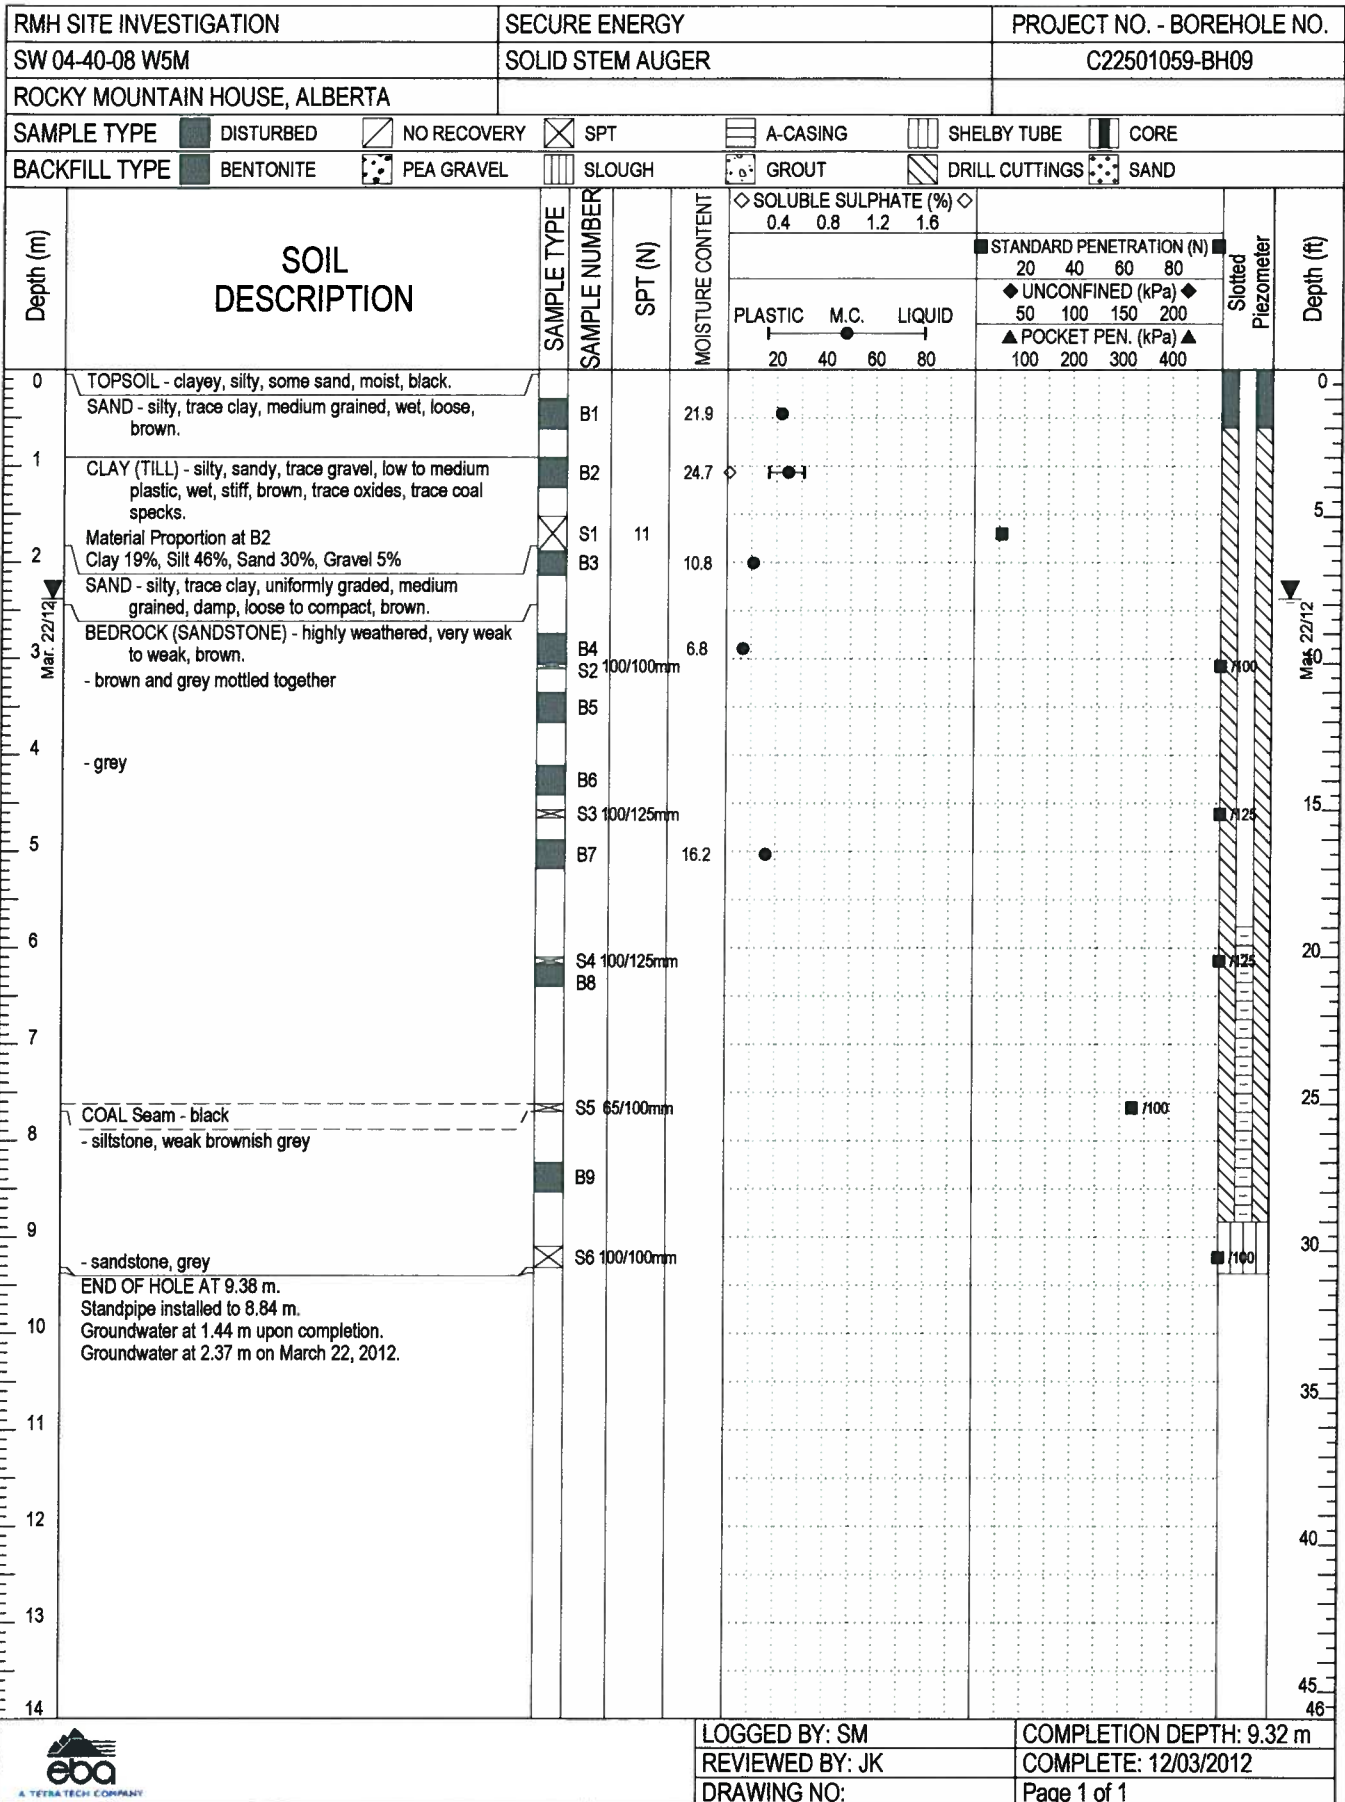 RMH SITE INVESTIGATION
SECURE ENERGY
PROJECT NO. - BOREHOLE NO.
SW 04-40-08 W5M
SOLID STEM AUGER
C22501059-BH09
ROCKY MOUNTAIN HOUSE, ALBERTA
SAMPLE TYPE DISTURBED NO RECOVERY SPT A-CASING SHELBY TUBE CORE
BACKFILL TYPE BENTONITE PEA GRAVEL SLOUGH GROUT DRILL CUTTINGS SAND
Depth (m)
SOIL
DESCRIPTION
SAMPLE TYPE
SAMPLE NUMBER
SPT (N)
MOISTURE CONTENT
SOLUBLE SULPHATE (%)
0.4 0.8 1.2 1.6
PLASTIC M.C. LIQUID
20 40 60 80
STANDARD PENETRATION (N)
20 40 60 80
UNCONFINED (kPa)
50 100 150 200
POCKET PEN. (kPa)
100 200 300 400
Slotted
Piezometer
Depth (ft)
0
TOPSOIL - clayey, silty, some sand, moist, black.
0
SAND - silty, trace clay, medium grained, wet, loose,
brown.
B1
21.9
1
CLAY (TILL) - silty, sandy, trace gravel, low to medium
plastic, wet, stiff, brown, trace oxides, trace coal
specks.
B2
24.7
5
Material Proportion at B2
S1
11
2
Clay 19%, Silt 46%, Sand 30%, Gravel 5%
B3
10.8
SAND - silty, trace clay, uniformly graded, medium
grained, damp, loose to compact, brown.
Mar. 22/12
Mar. 22/12
BEDROCK (SANDSTONE) - highly weathered, very weak
to weak, brown.
3
B4
6.8
10
S2
100/100mm
/100
- brown and grey mottled together
B5
4
- grey
B6
S3
100/125mm
/125
15
5
B7
16.2
6
S4
100/125mm
/125
20
B8
7
COAL Seam - black
S5
65/100mm
/100
25
8
- siltstone, weak brownish grey
B9
9
- sandstone, grey
S6
100/100mm
/100
30
END OF HOLE AT 9.38 m.
Standpipe installed to 8.84 m.
10
Groundwater at 1.44 m upon completion.
Groundwater at 2.37 m on March 22, 2012.
35
11
12
40
13
45
14
46
eba
A TETRA TECH COMPANY
LOGGED BY: SM
COMPLETION DEPTH: 9.32 m
REVIEWED BY: JK
COMPLETE: 12/03/2012
DRAWING NO:
Page 1 of 1